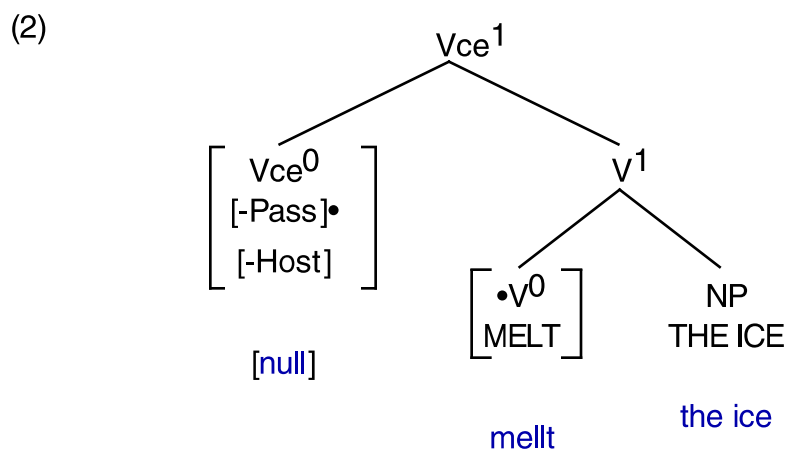 (2)
Vce¹
Vce⁰ V¹
[-Pass]•
[-Host]
•V⁰ NP
MELT THE ICE
[null]
the ice
mellt